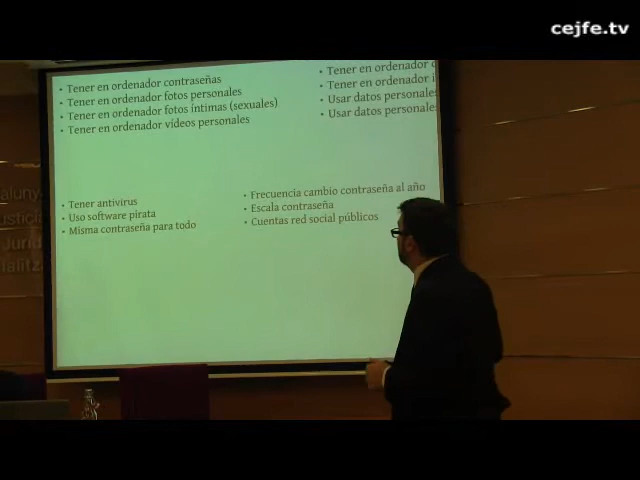 cejfe.tv
• Tener en ordenador contraseñas
• Tener en ordenador fotos personales
• Tener en ordenador fotos íntimas (sexuales)
• Tener en ordenador vídeos personales
• Tener en ordenador
• Tener en ordenador
• Usar datos personales
• Usar datos personales
• Tener antivirus
• Uso software pirata
• Misma contraseña para todo
• Frecuencia cambio contraseña al año
• Escala contraseña
• Cuentas red social públicos